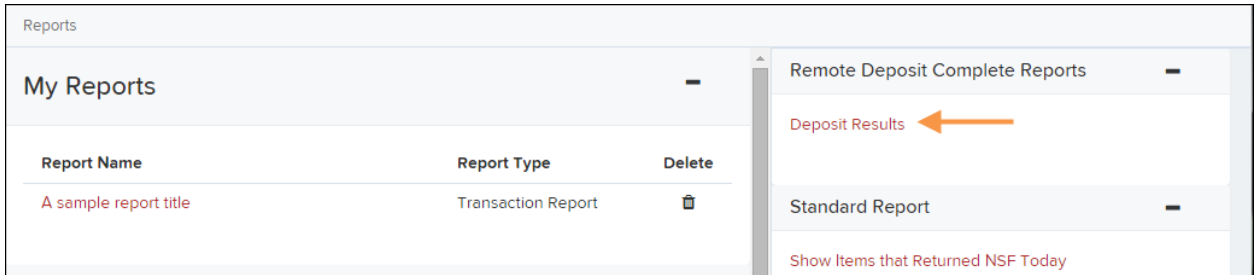 Reports
My Reports
Report Name Report Type Delete
A sample report title Transaction Report
Remote Deposit Complete Reports
Deposit Results
Standard Report
Show Items that Returned NSF Today